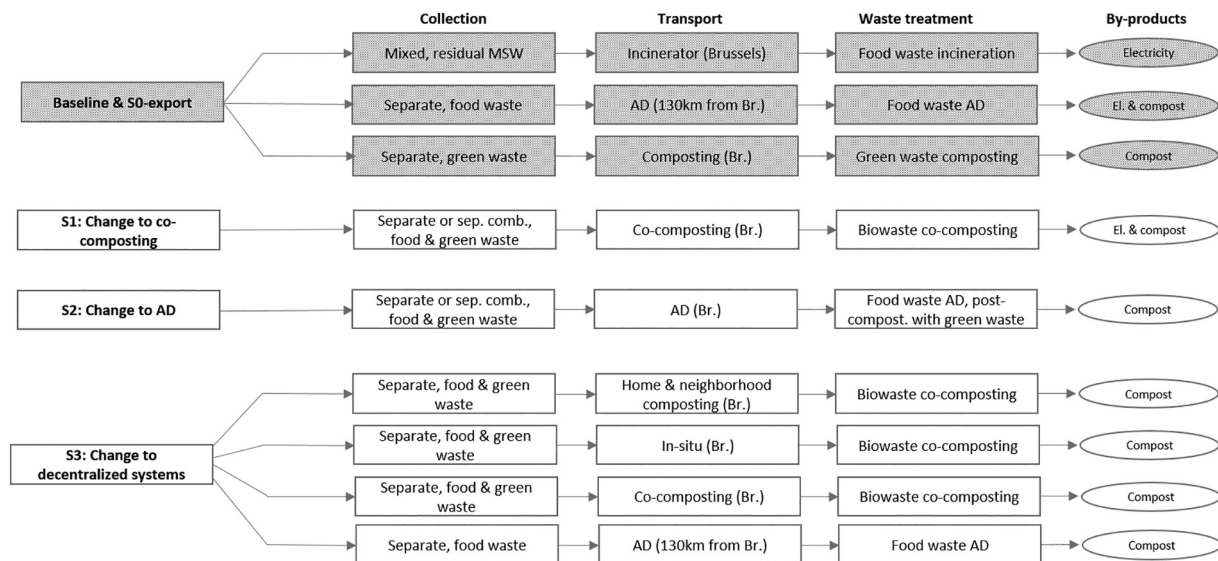 Collection Transport Waste treatment By-products
Mixed, residual MSW Incinerator (Brussels) Food waste incineration Electricity
Baseline & S0-export Separate, food waste AD (130km from Br.) Food waste AD El. & compost
Separate, green waste Composting (Br.) Green waste composting Compost
S1: Change to co-
composting
Separate or sep. comb.,
food & green waste
Co-composting (Br.) Biowaste co-composting El. & compost
S2: Change to AD
Separate or sep. comb.,
food & green waste
AD (Br.)
Food waste AD, post-
compost. with green waste
Compost
S3: Change to
decentralized systems
Separate, food & green
waste
Home & neighborhood
composting (Br.)
Biowaste co-composting Compost
Separate, food & green
waste
In-situ (Br.) Biowaste co-composting Compost
Separate, food & green
waste
Co-composting (Br.) Biowaste co-composting Compost
Separate, food waste AD (130km from Br.) Food waste AD Compost